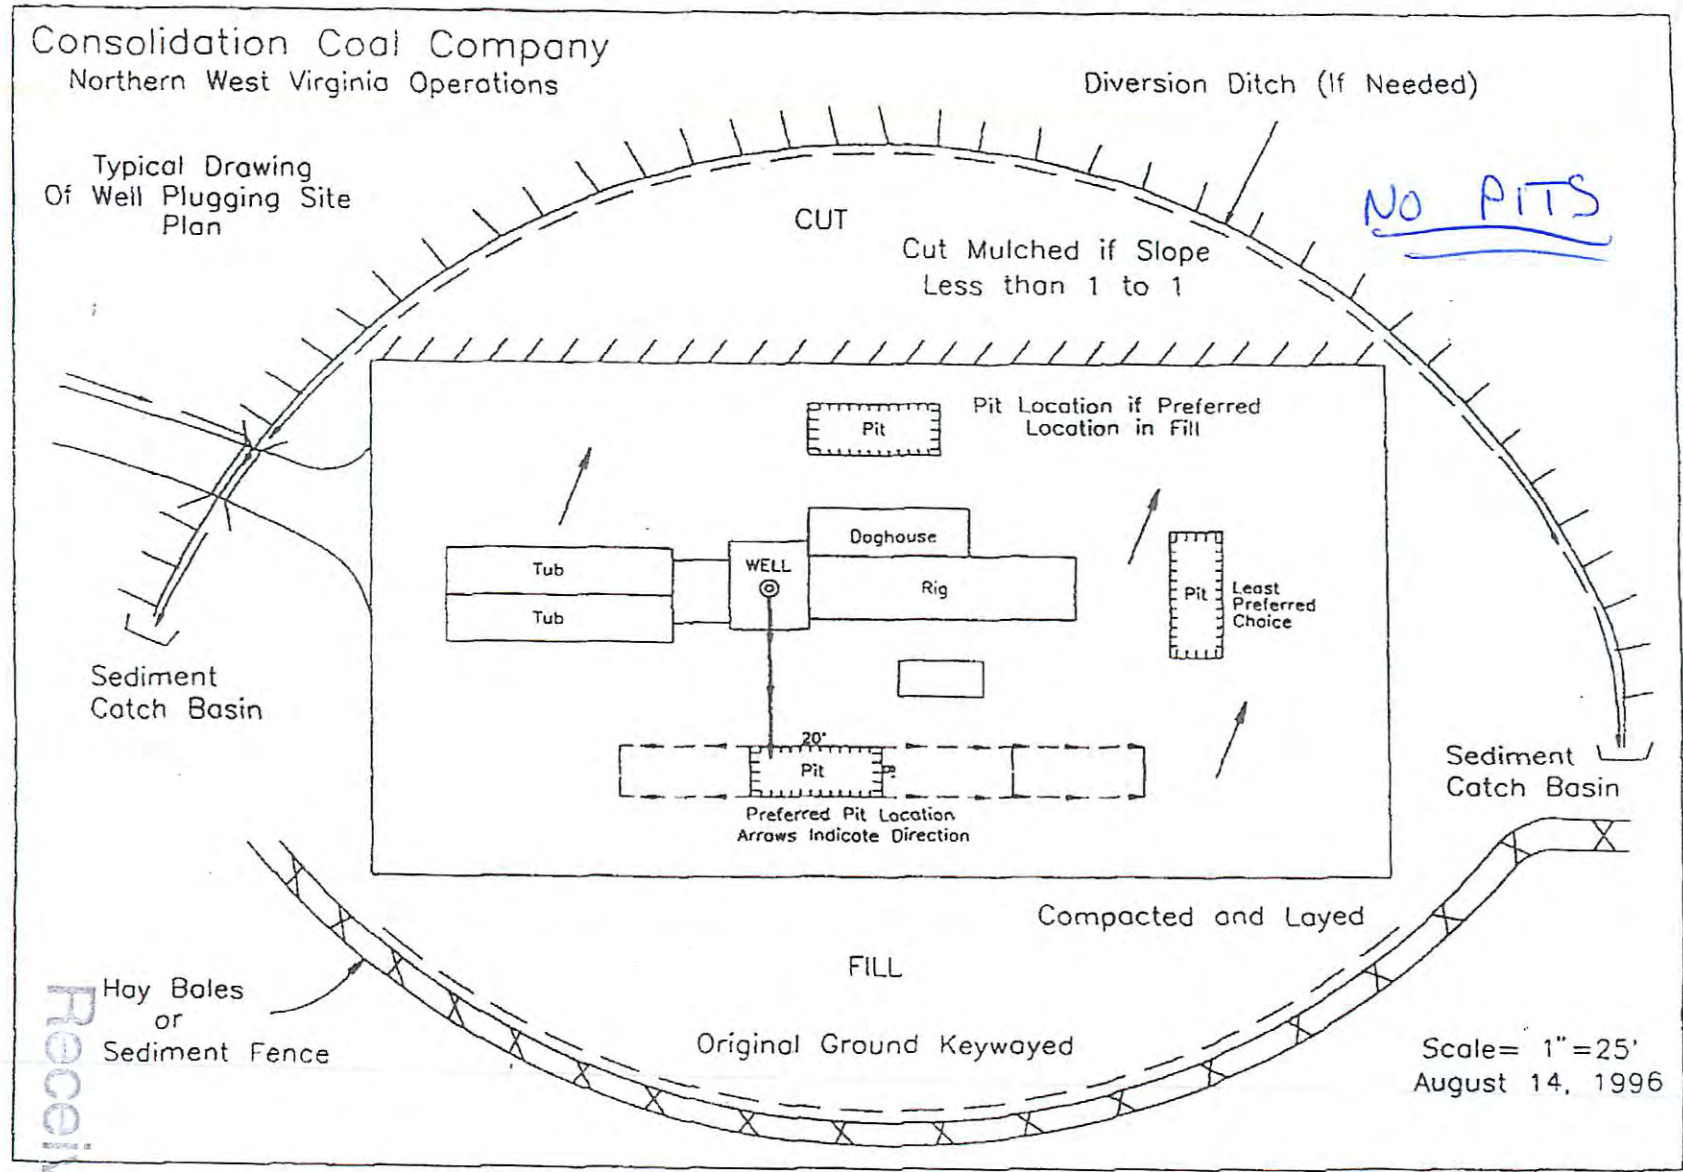 Consolidation Coal Company
Northern West Virginia Operations
Typical Drawing
Of Well Plugging Site
Plan
Diversion Ditch (If Needed)
NO PITS
CUT
Cut Mulched if Slope
Less than 1 to 1
Pit
Pit Location if Preferred
Location in Fill
Doghouse
Tub
WELL
Rig
Tub
Pit
Least
Preferred
Choice
Sediment
Catch Basin
20'
Pit
8'
Preferred Pit Location
Arrows Indicate Direction
Sediment
Catch Basin
Compacted and Layed
FILL
Hay Bales
or
Sediment Fence
Original Ground Keywayed
Scale= 1"=25'
August 14, 1996